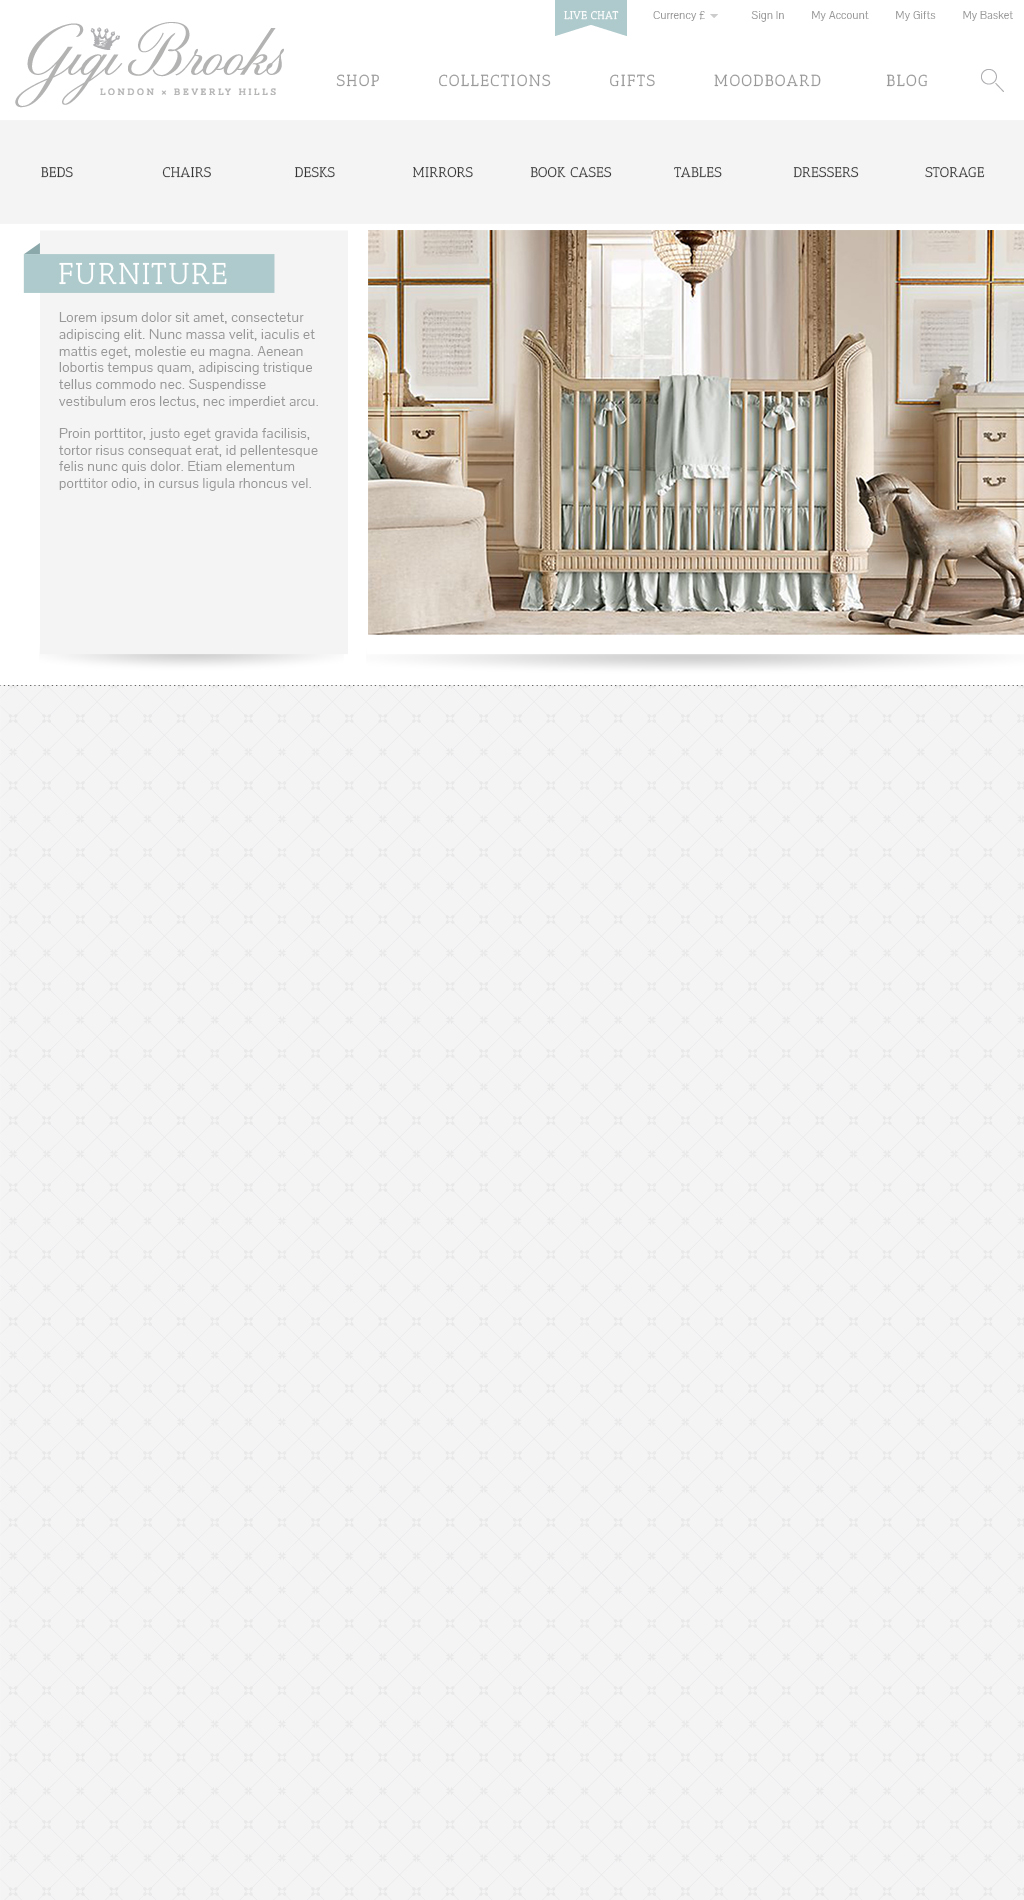 LIVE CHAT
Currency £
Sign In
My Account
My Gifts
My Basket
Gigi Brooks
LONDON × BEVERLY HILLS
SHOP
COLLECTIONS
GIFTS
MOODBOARD
BLOG
BEDS
CHAIRS
DESKS
MIRRORS
BOOK CASES
TABLES
DRESSERS
STORAGE
FURNITURE
Lorem ipsum dolor sit amet, consectetur
adipiscing elit. Nunc massa velit, iaculis et
mattis eget, molestie eu magna. Aenean
lobortis tempus quam, adipiscing tristique
tellus commodo nec. Suspendisse
vestibulum eros lectus, nec imperdiet arcu.
Proin porttitor, justo eget gravida facilisis,
tortor risus consequat erat, id pellentesque
felis nunc quis dolor. Etiam elementum
porttitor odio, in cursus ligula rhoncus vel.